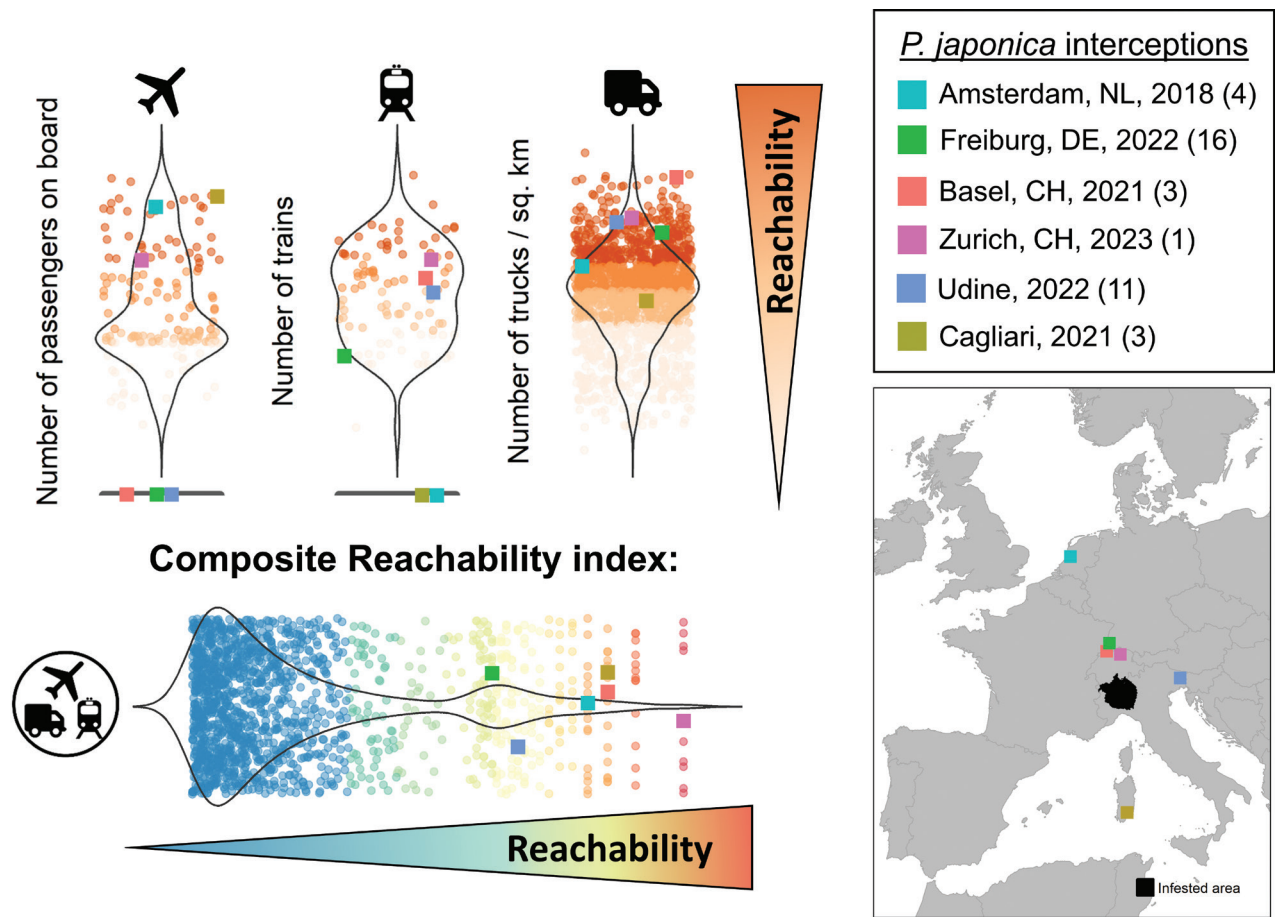 Number of passengers on board
Number of trains
Number of trucks / sq. km
Reachability
P. japonica interceptions
Amsterdam, NL, 2018 (4)
Freiburg, DE, 2022 (16)
Basel, CH, 2021 (3)
Zurich, CH, 2023 (1)
Udine, 2022 (11)
Cagliari, 2021 (3)
Composite Reachability index:
Reachability
Infested area